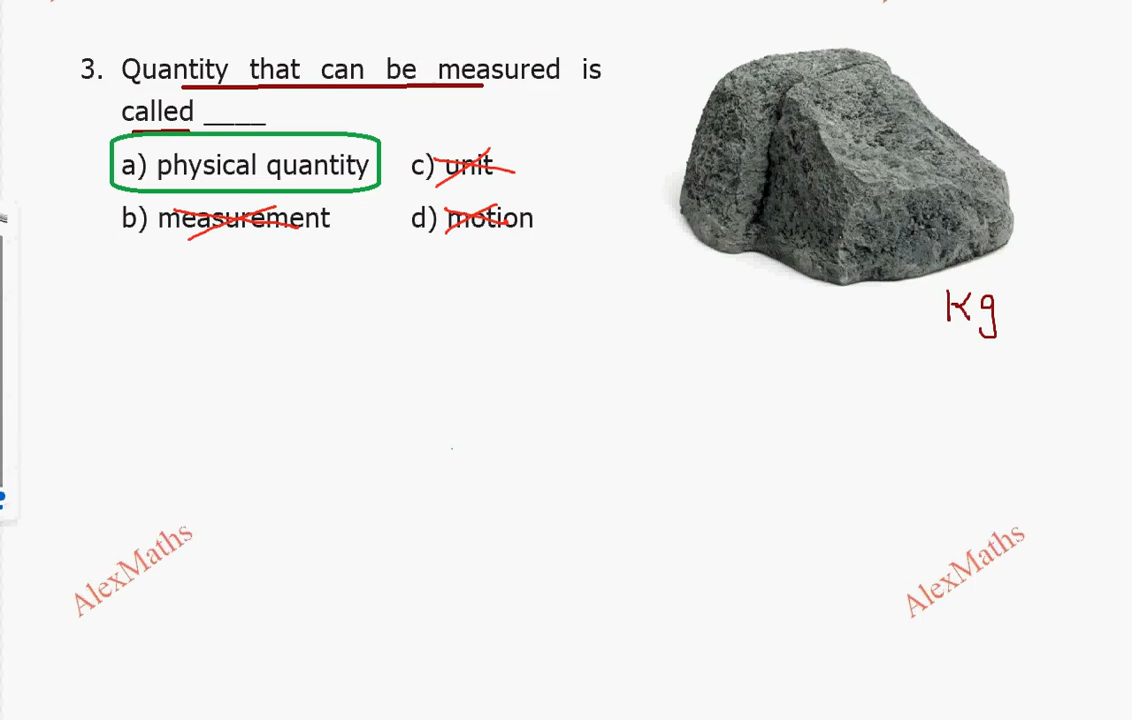 3. Quantity that can be measured is
called ____
a) physical quantity c) unit
b) measurement d) motion
Kg
AlexMaths
AlexMaths